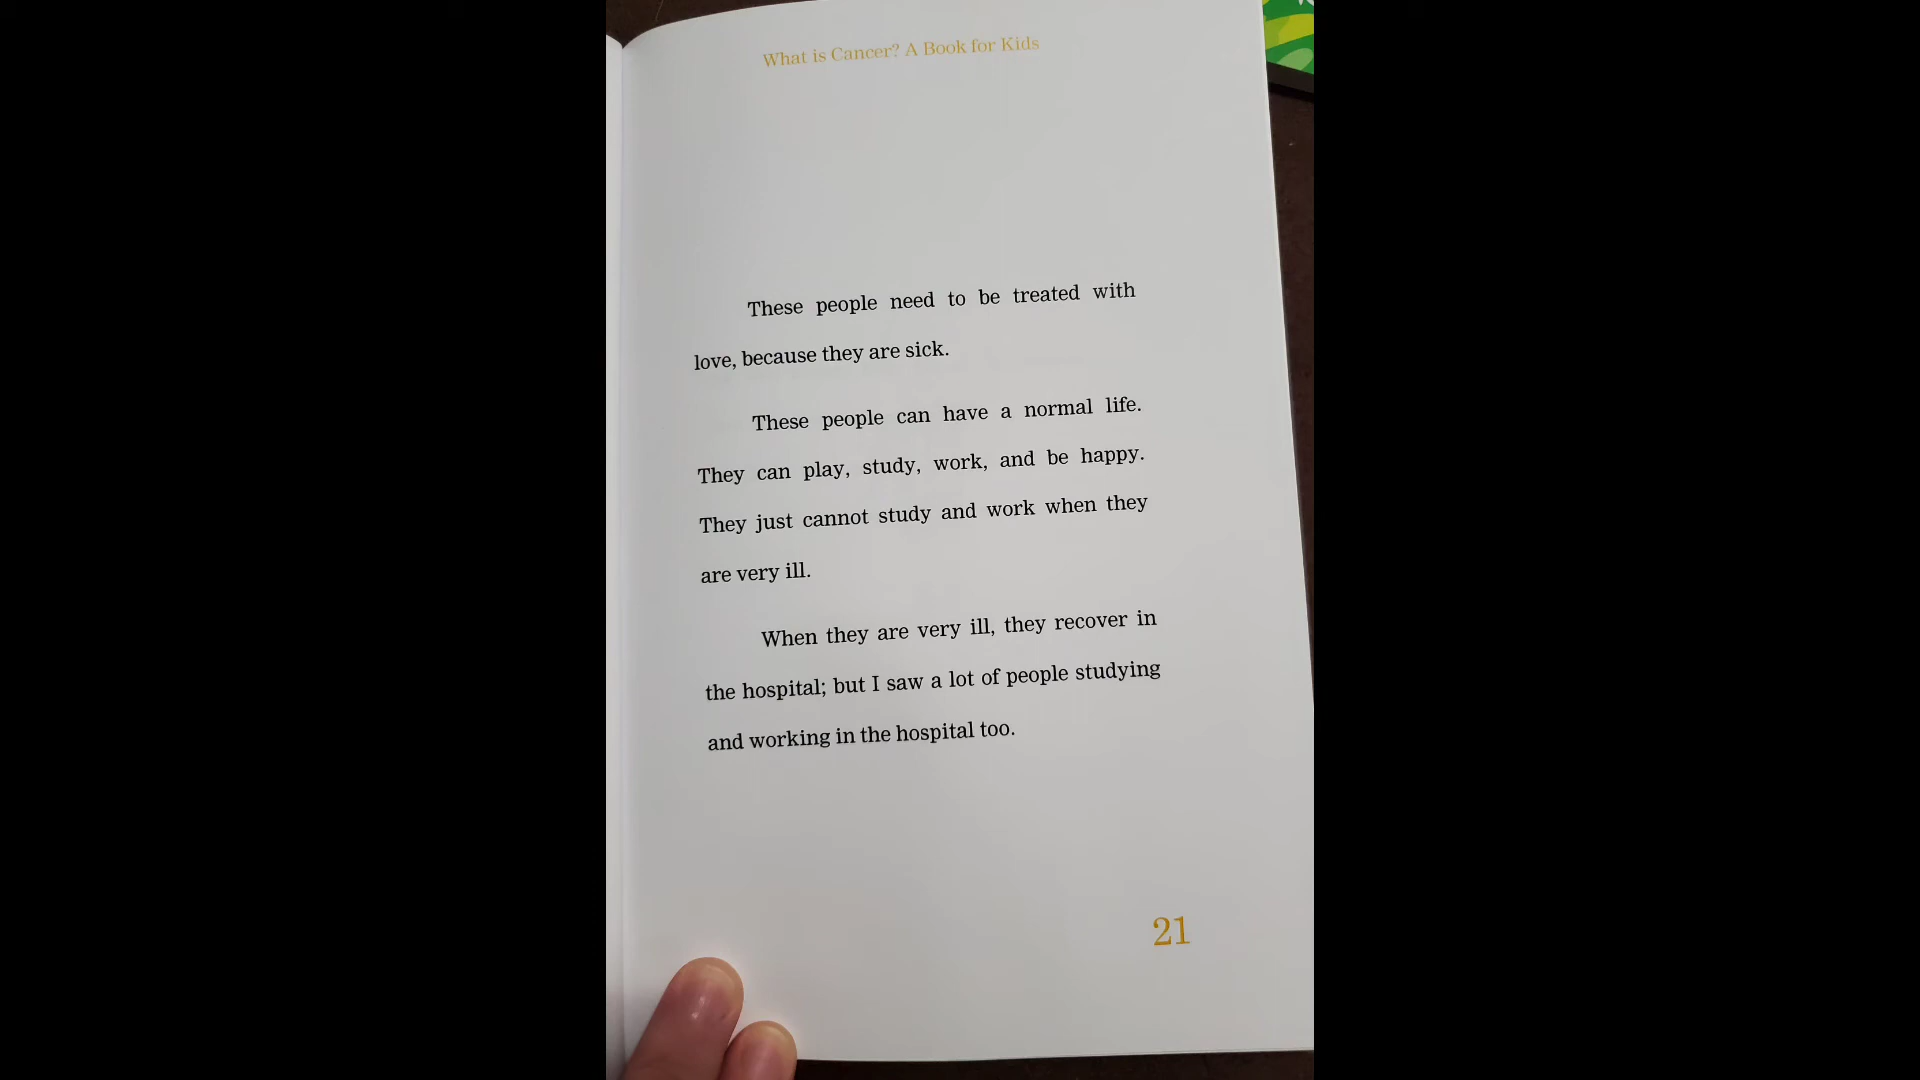 What is Cancer? A Book for Kids
These people need to be treated with
love, because they are sick.
These people can have a normal life.
They can play, study, work, and be happy.
They just cannot study and work when they
are very ill.
When they are very ill, they recover in
the hospital; but I saw a lot of people studying
and working in the hospital too.
21